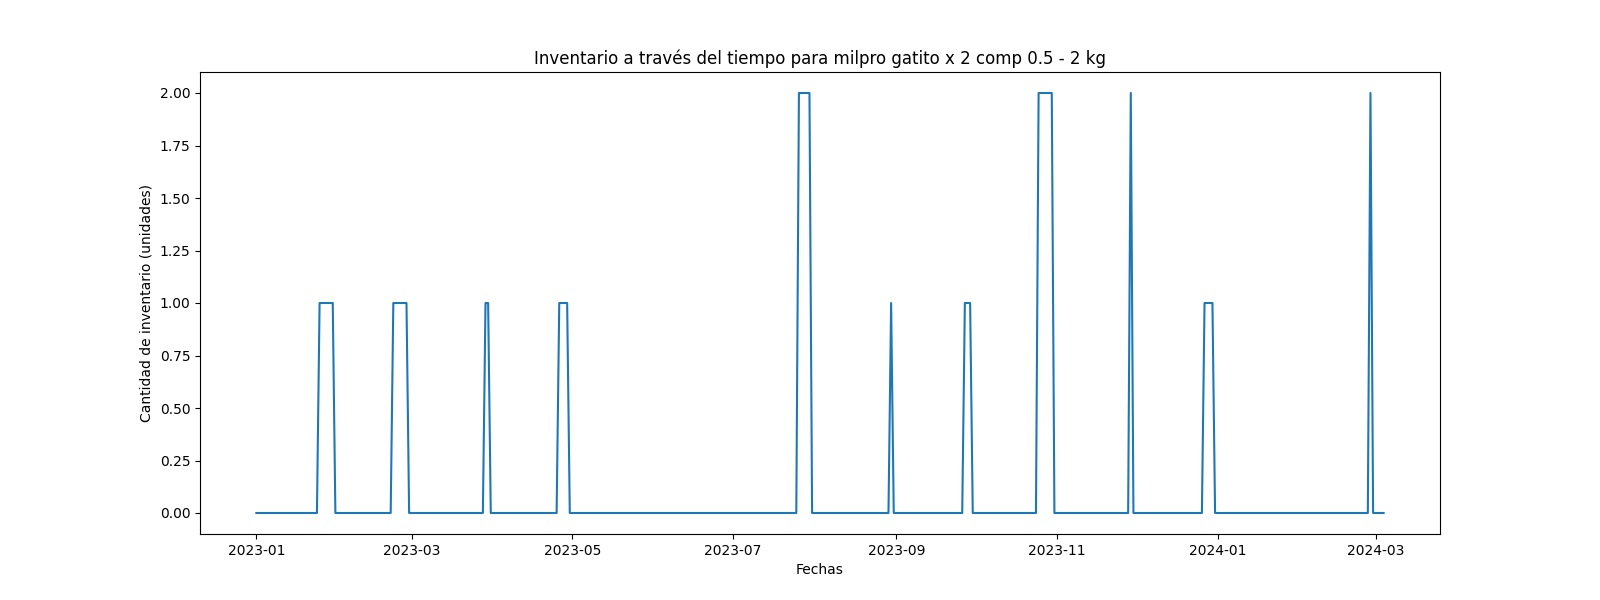 Inventario a través del tiempo para milpro gatito x 2 comp 0.5 - 2 kg
2.00
1.75
1.50
1.25
1.00
0.75
0.50
0.25
0.00
Cantidad de inventario (unidades)
2023-01 2023-03 2023-05 2023-07 2023-09 2023-11 2024-01 2024-03
Fechas